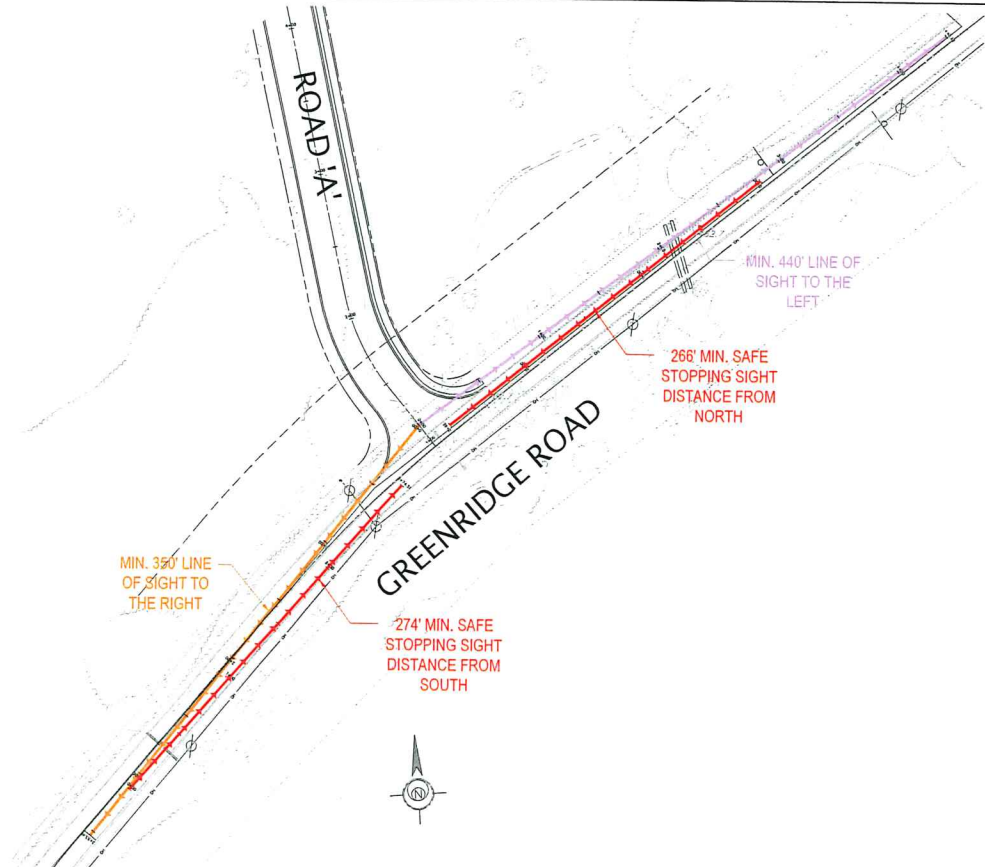 ROAD 'A'
MIN. 440' LINE OF
SIGHT TO THE
LEFT
266' MIN. SAFE
STOPPING SIGHT
DISTANCE FROM
NORTH
GREENRIDGE ROAD
MIN. 350' LINE
OF SIGHT TO
THE RIGHT
274' MIN. SAFE
STOPPING SIGHT
DISTANCE FROM
SOUTH
N